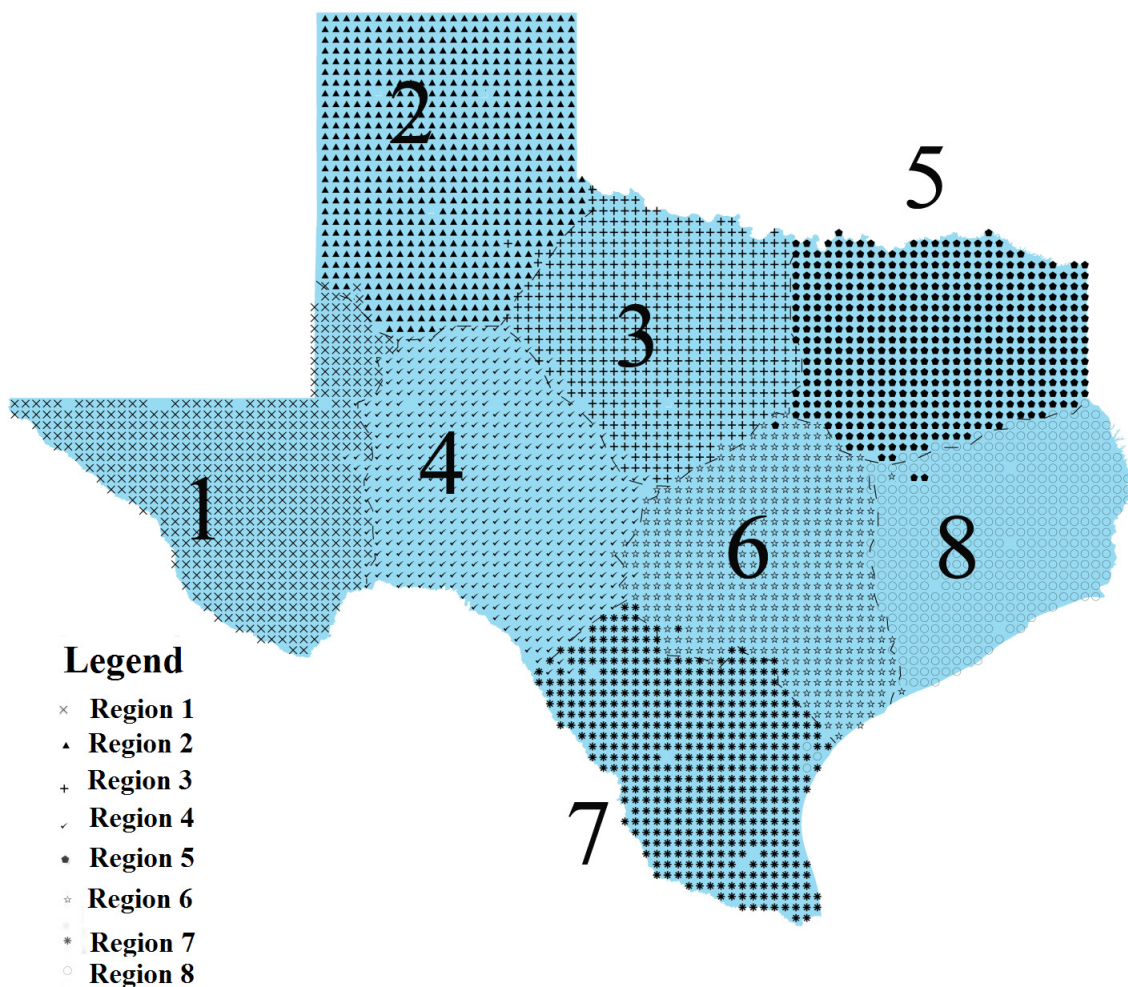 2
5
3
4
1
6
8
7
Legend
Region 1
Region 2
Region 3
Region 4
Region 5
Region 6
Region 7
Region 8